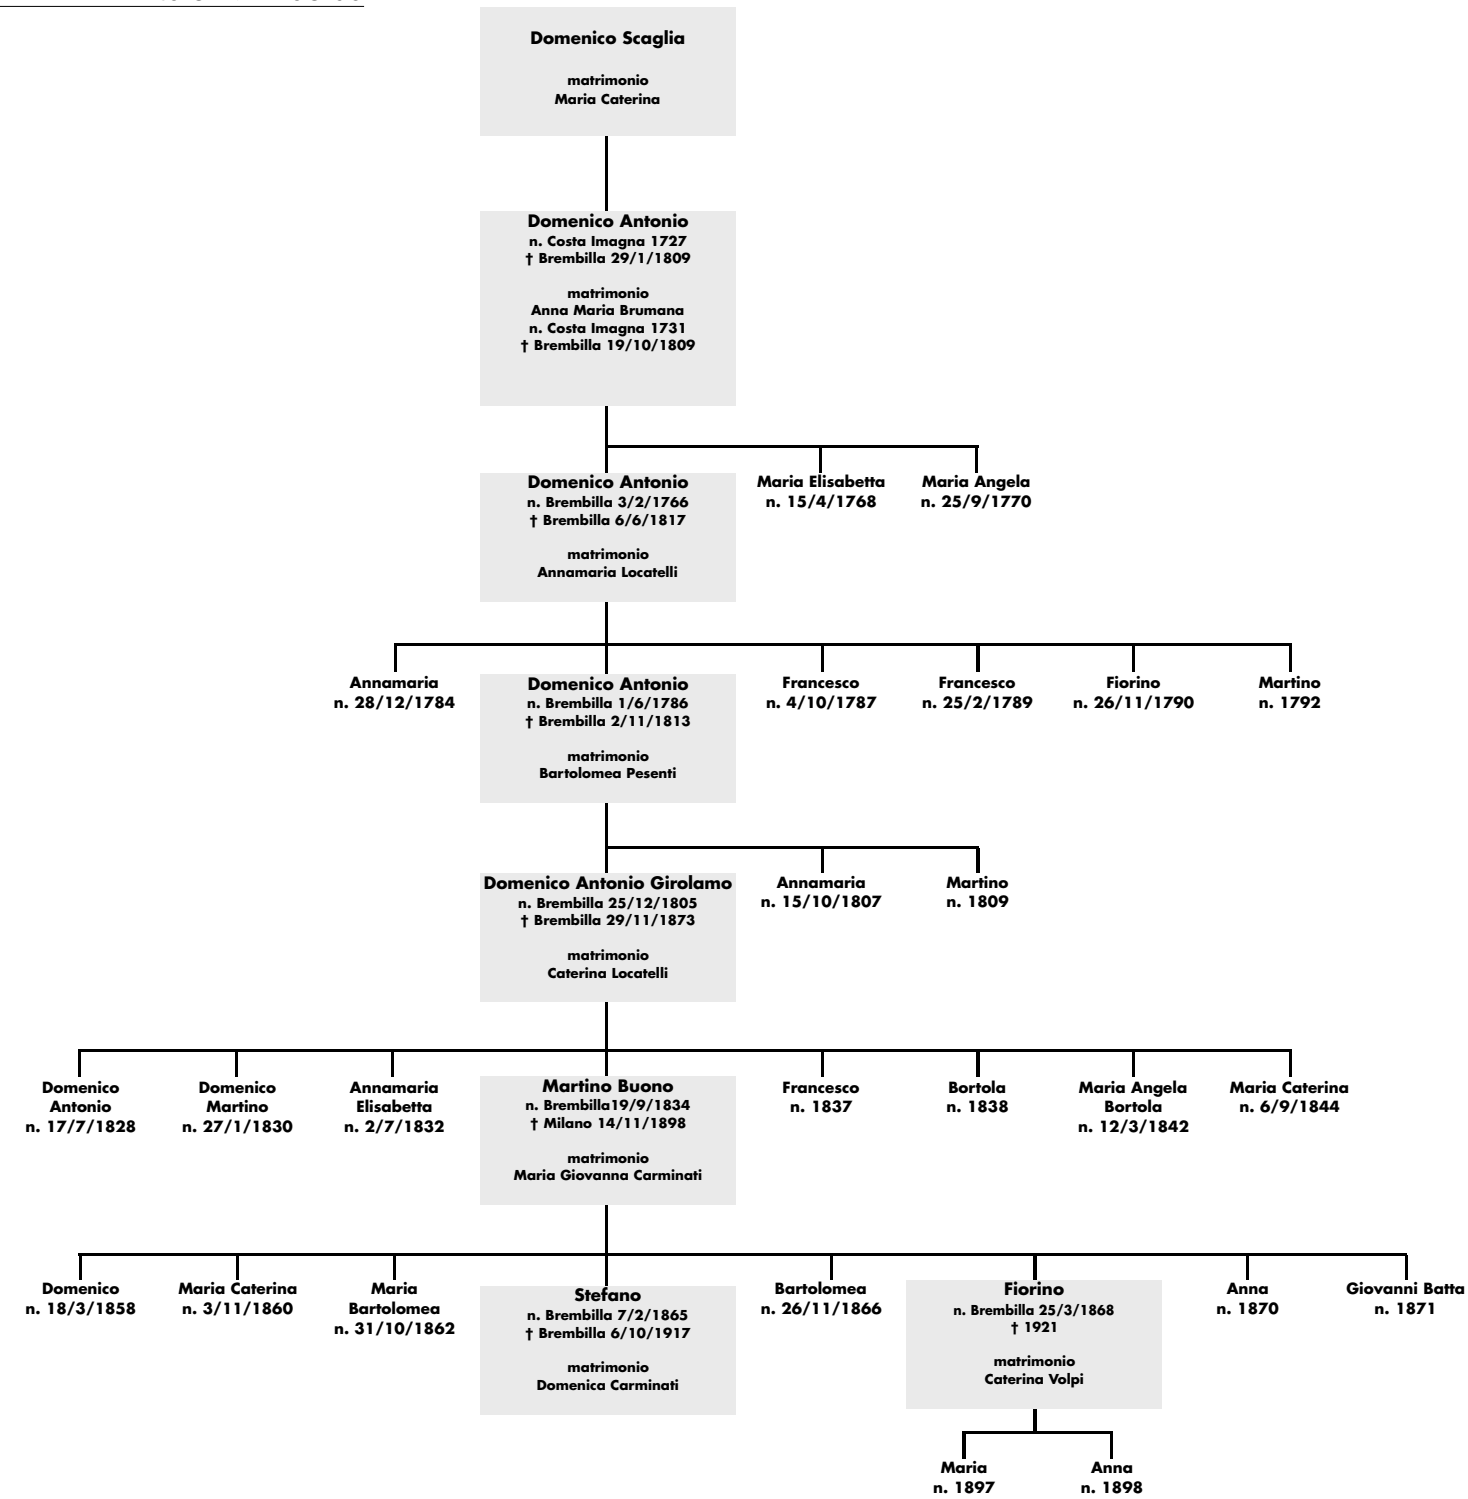 Domenico Scaglia
matrimonio
Maria Caterina
Domenico Antonio
n. Costa Imagna 1727
† Brembilla 29/1/1809
matrimonio
Anna Maria Brumana
n. Costa Imagna 1731
† Brembilla 19/10/1809
Domenico Antonio
n. Brembilla 3/2/1766
† Brembilla 6/6/1817
matrimonio
Annamaria Locatelli
Maria Elisabetta
n. 15/4/1768
Maria Angela
n. 25/9/1770
Annamaria
n. 28/12/1784
Domenico Antonio
n. Brembilla 1/6/1786
† Brembilla 2/11/1813
matrimonio
Bartolomea Pesenti
Francesco
n. 4/10/1787
Francesco
n. 25/2/1789
Fiorino
n. 26/11/1790
Martino
n. 1792
Domenico Antonio Girolamo
n. Brembilla 25/12/1805
† Brembilla 29/11/1873
matrimonio
Caterina Locatelli
Annamaria
n. 15/10/1807
Martino
n. 1809
Domenico
Antonio
n. 17/7/1828
Domenico
Martino
n. 27/1/1830
Annamaria
Elisabetta
n. 2/7/1832
Martino Buono
n. Brembilla19/9/1834
† Milano 14/11/1898
matrimonio
Maria Giovanna Carminati
Francesco
n. 1837
Bortola
n. 1838
Maria Angela
Bortola
n. 12/3/1842
Maria Caterina
n. 6/9/1844
Domenico
n. 18/3/1858
Maria Caterina
n. 3/11/1860
Maria
Bartolomea
n. 31/10/1862
Stefano
n. Brembilla 7/2/1865
† Brembilla 6/10/1917
matrimonio
Domenica Carminati
Bartolomea
n. 26/11/1866
Fiorino
n. Brembilla 25/3/1868
† 1921
matrimonio
Caterina Volpi
Anna
n. 1870
Giovanni Batta
n. 1871
Maria
n. 1897
Anna
n. 1898